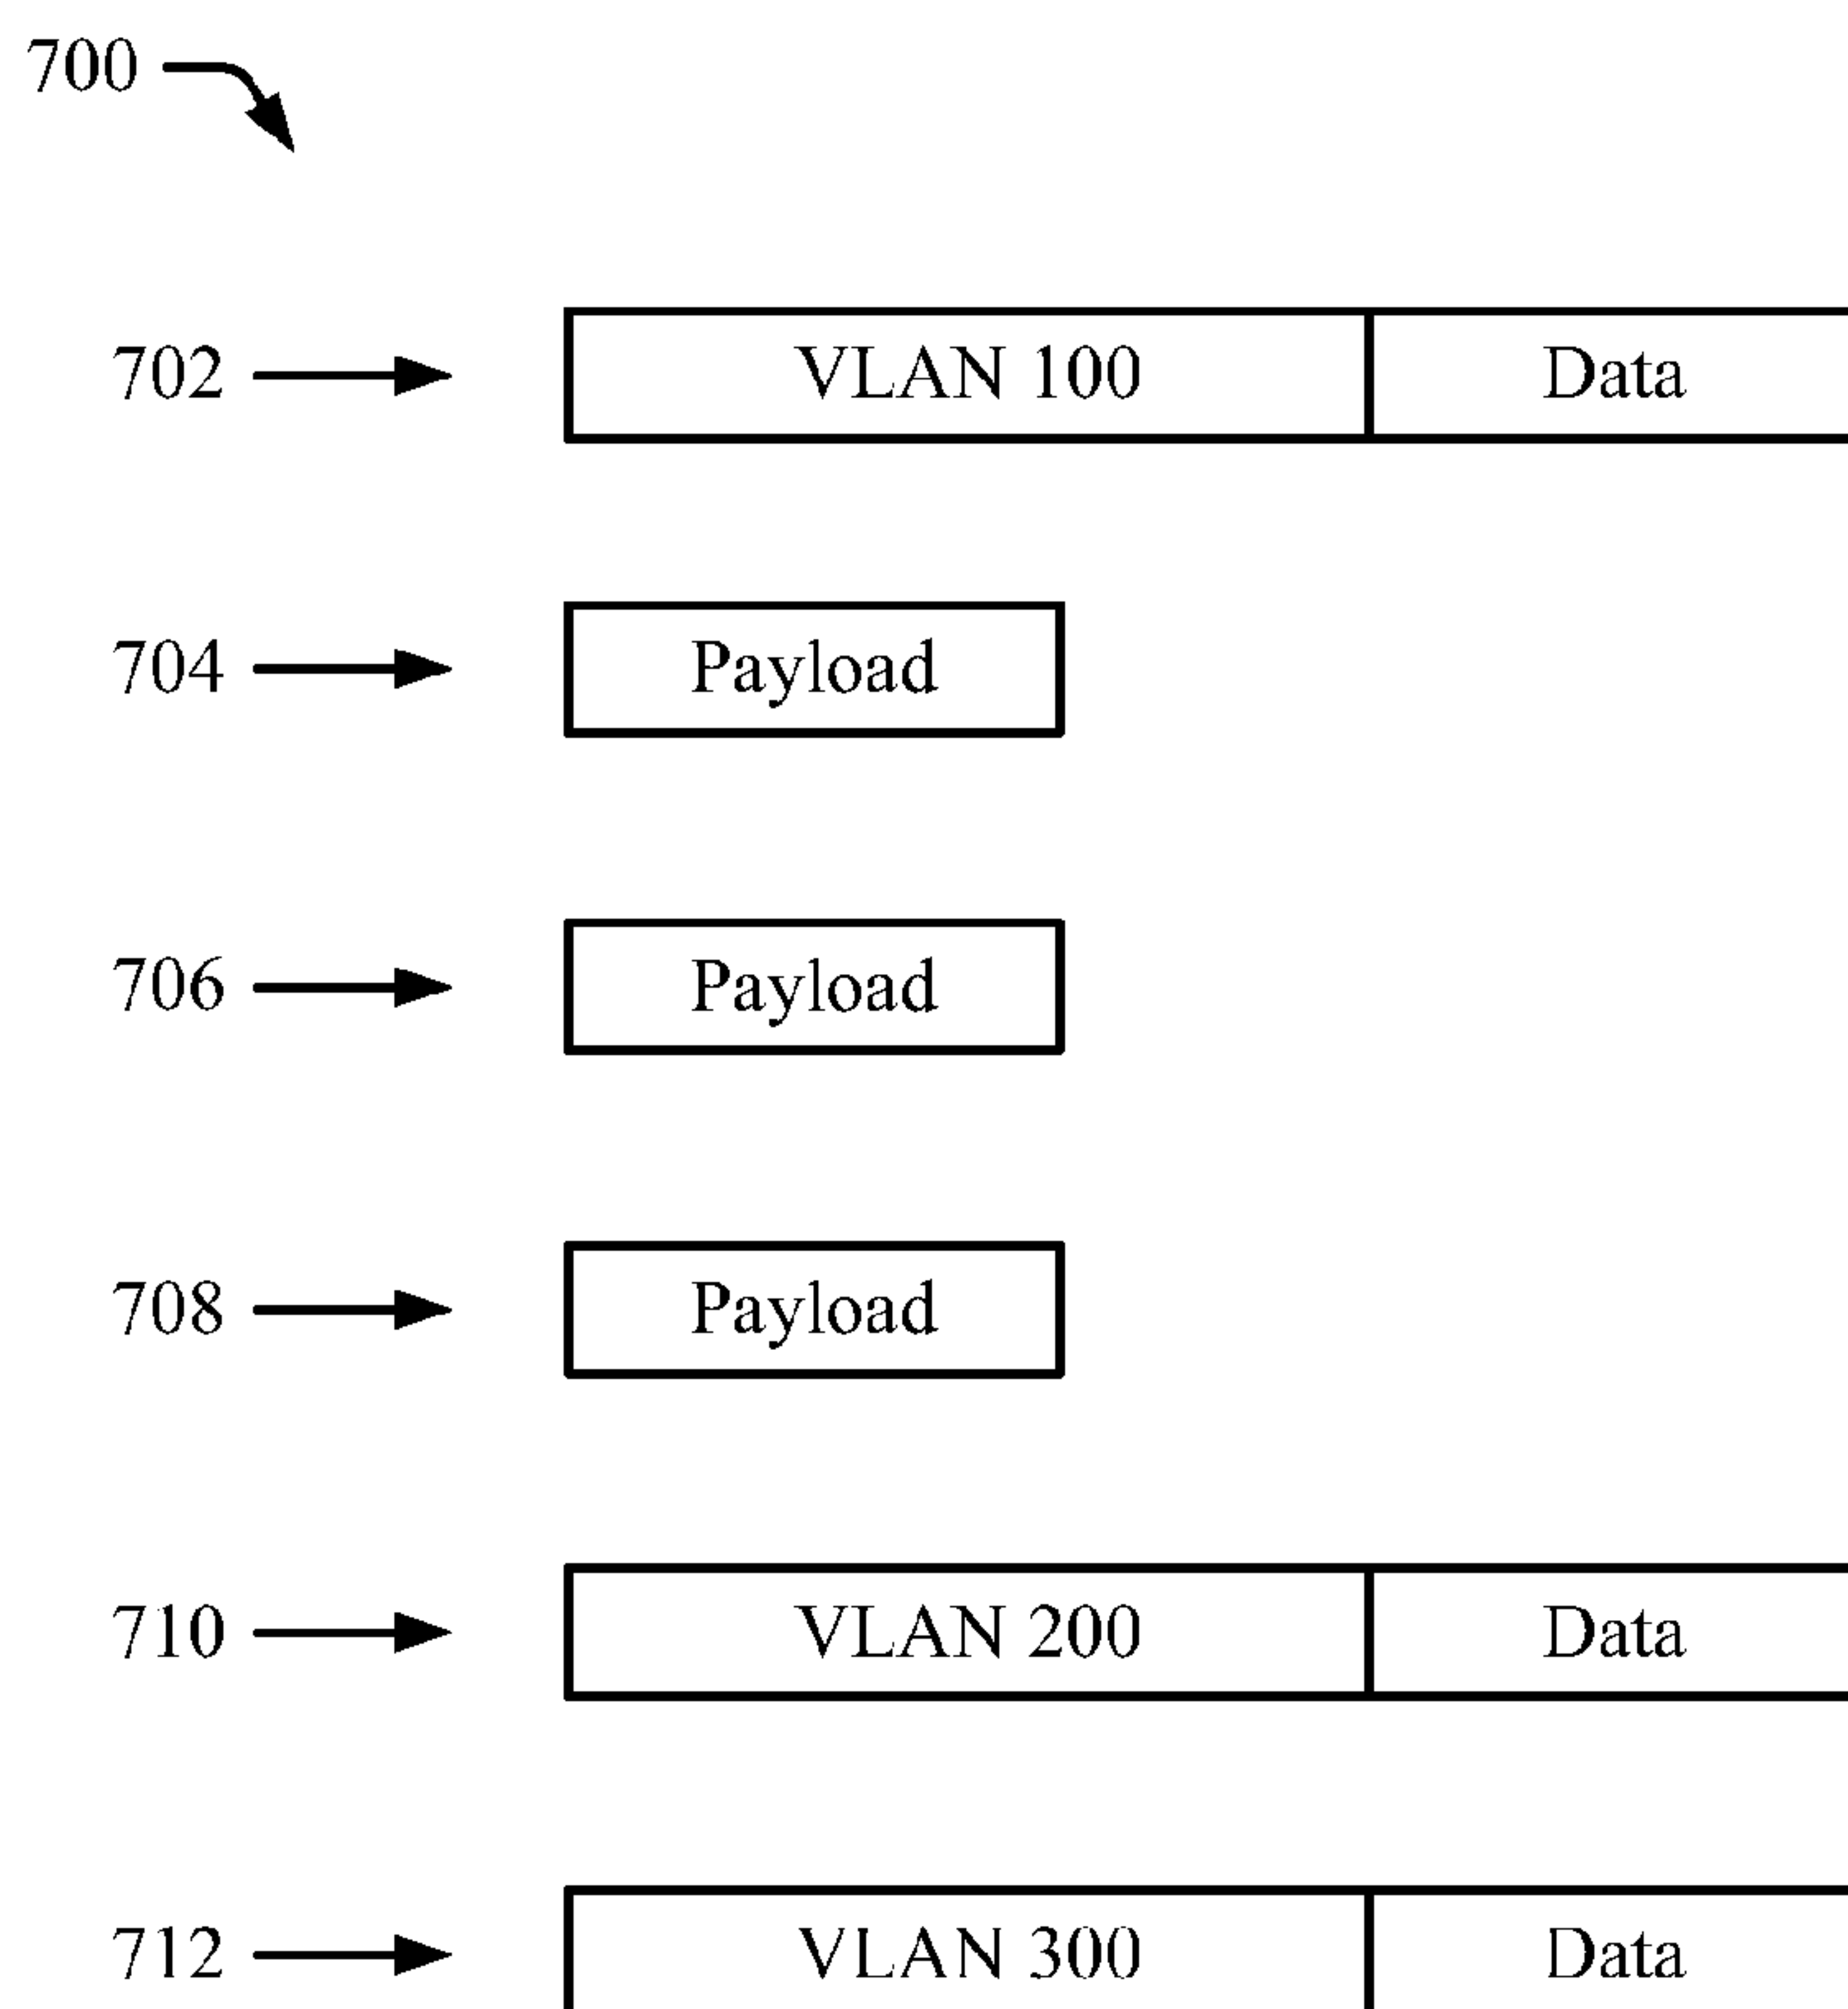 700
702 VLAN 100 Data
704 Payload
706 Payload
708 Payload
710 VLAN 200 Data
712 VLAN 300 Data